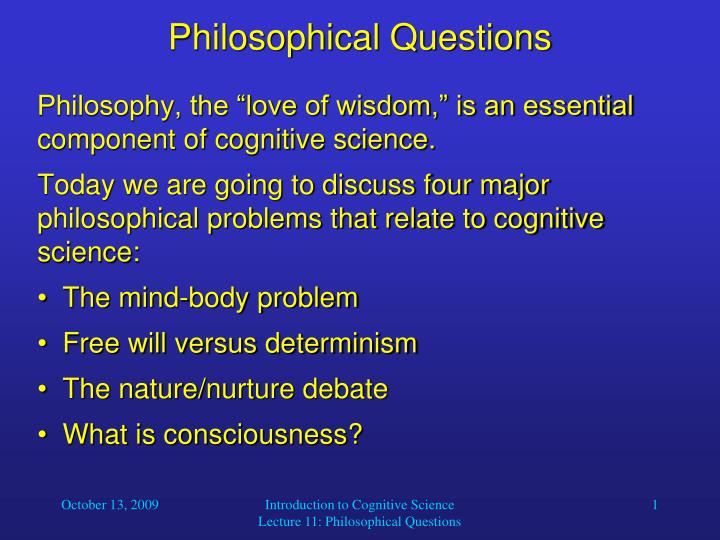 Philosophical Questions
Philosophy, the “love of wisdom,” is an essential
component of cognitive science.
Today we are going to discuss four major
philosophical problems that relate to cognitive
science:
• The mind-body problem
• Free will versus determinism
• The nature/nurture debate
• What is consciousness?
October 13, 2009
Introduction to Cognitive Science
Lecture 11: Philosophical Questions
1